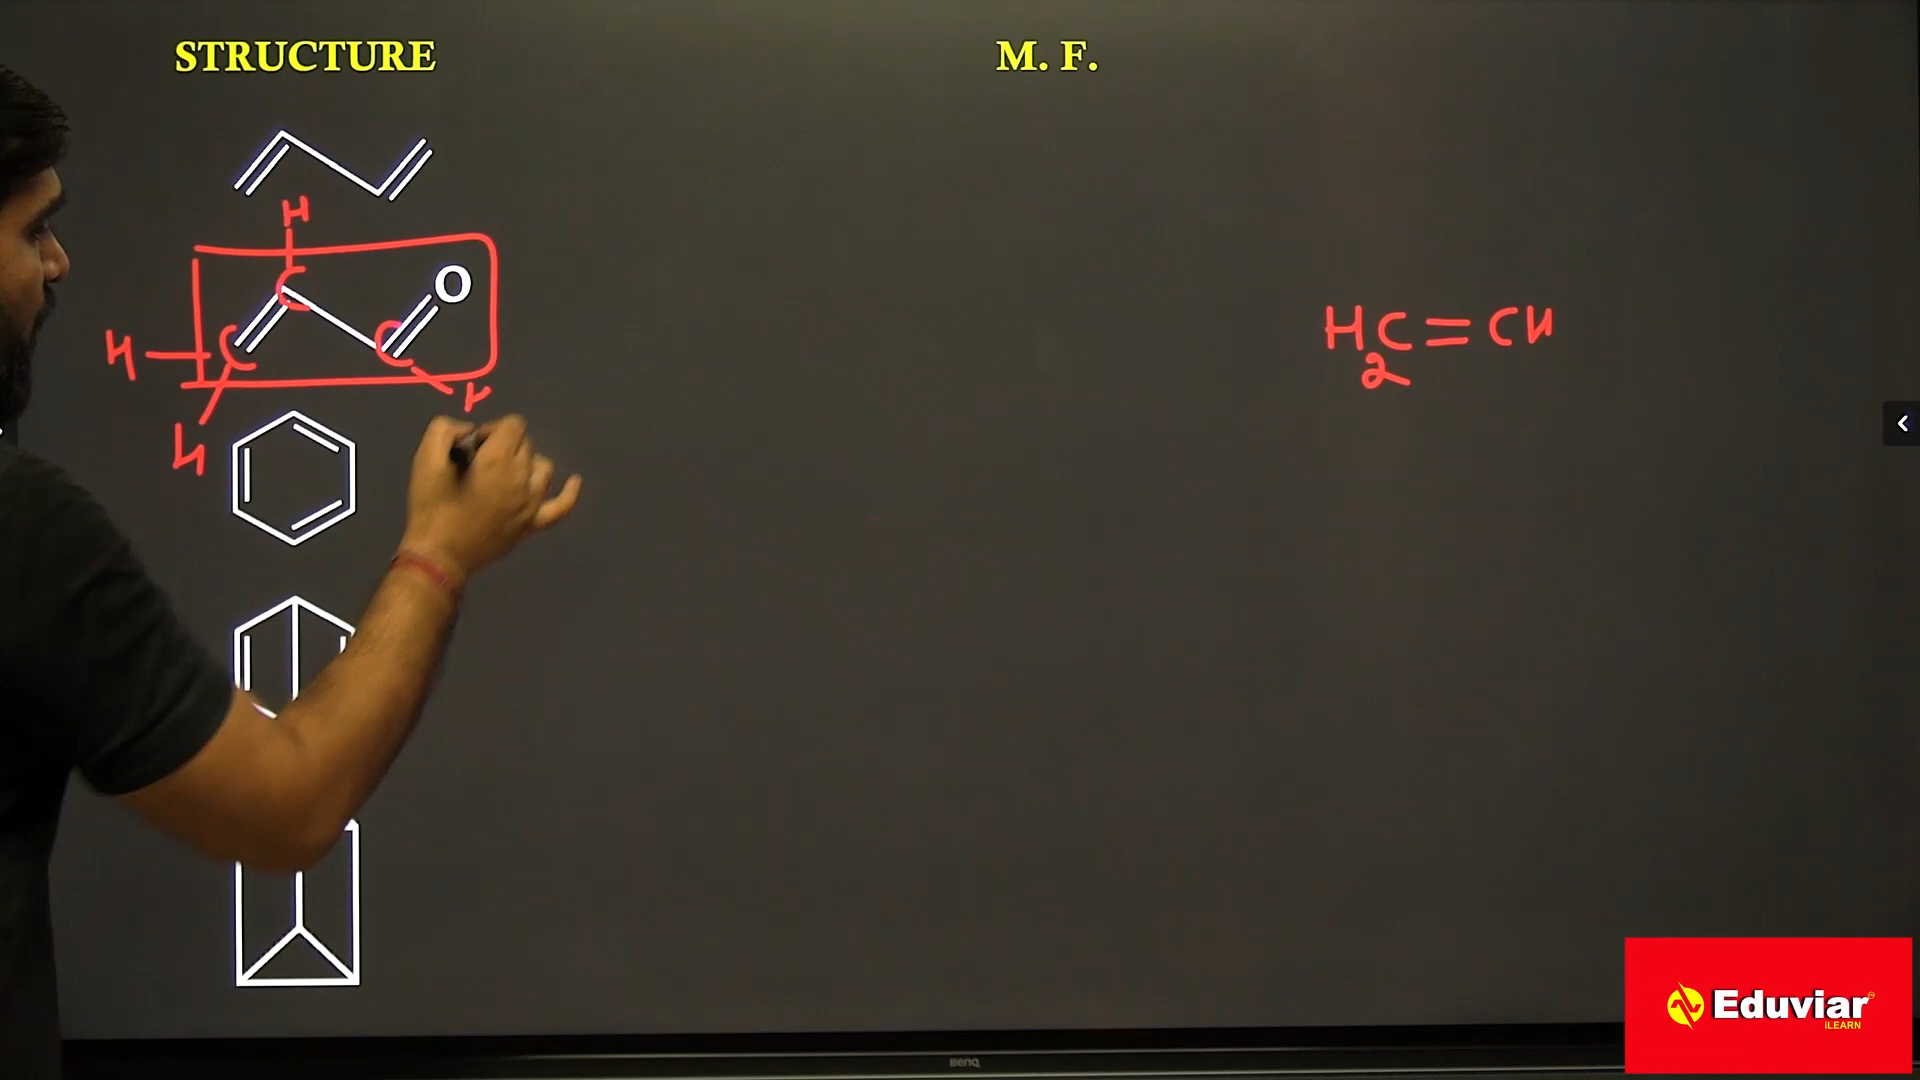 STRUCTURE
M. F.
H
O
C
C
C
H
H
H₂C=CH
BenQ
Eduviar
iLEARN